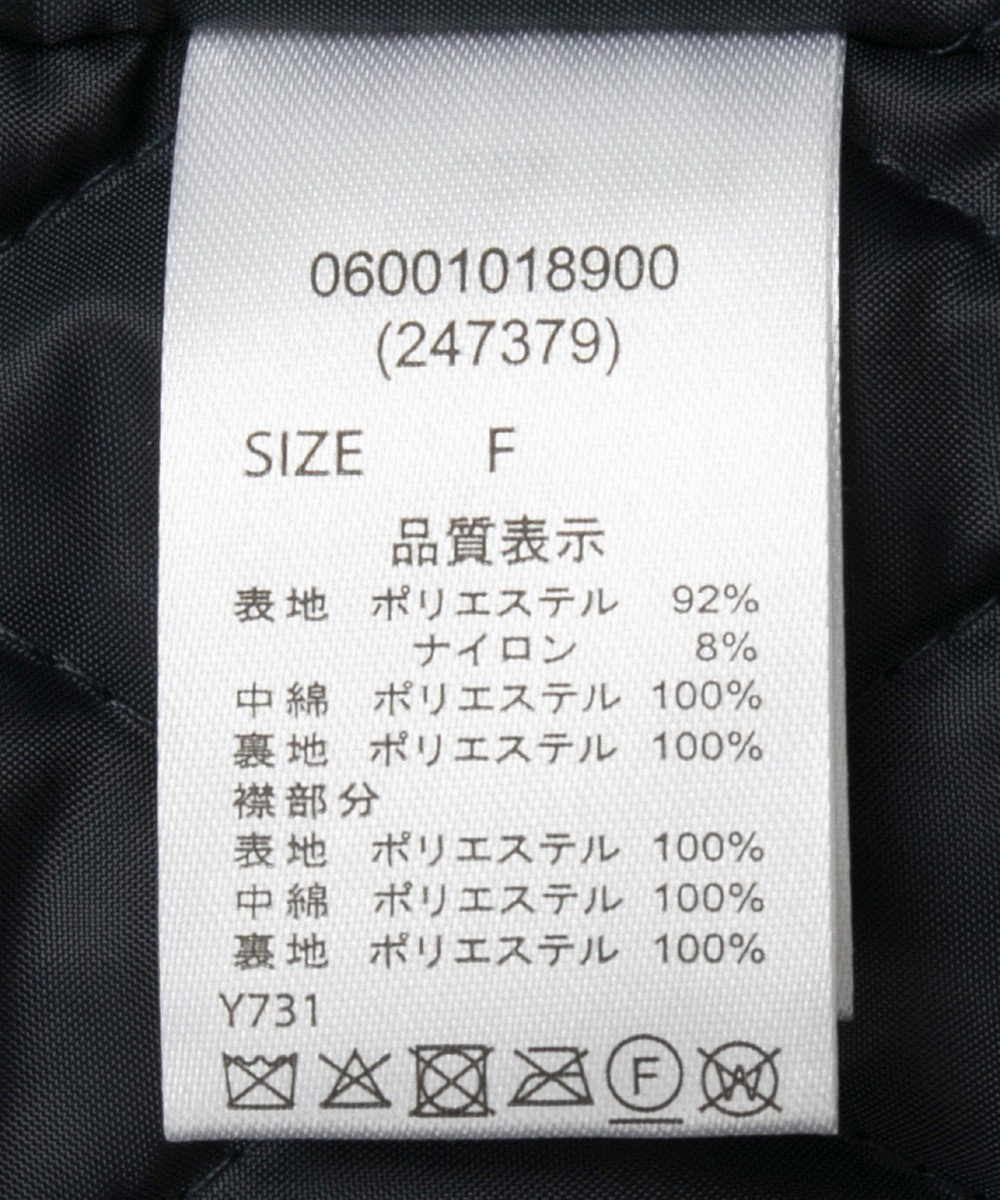 06001018900
(247379)
SIZE F
品質表示
表地 ポリエステル 92%
ナイロン 8%
中綿 ポリエステル 100%
裏地 ポリエステル 100%
襟部分
表地 ポリエステル 100%
中綿 ポリエステル 100%
裏地 ポリエステル 100%
Y731
F W